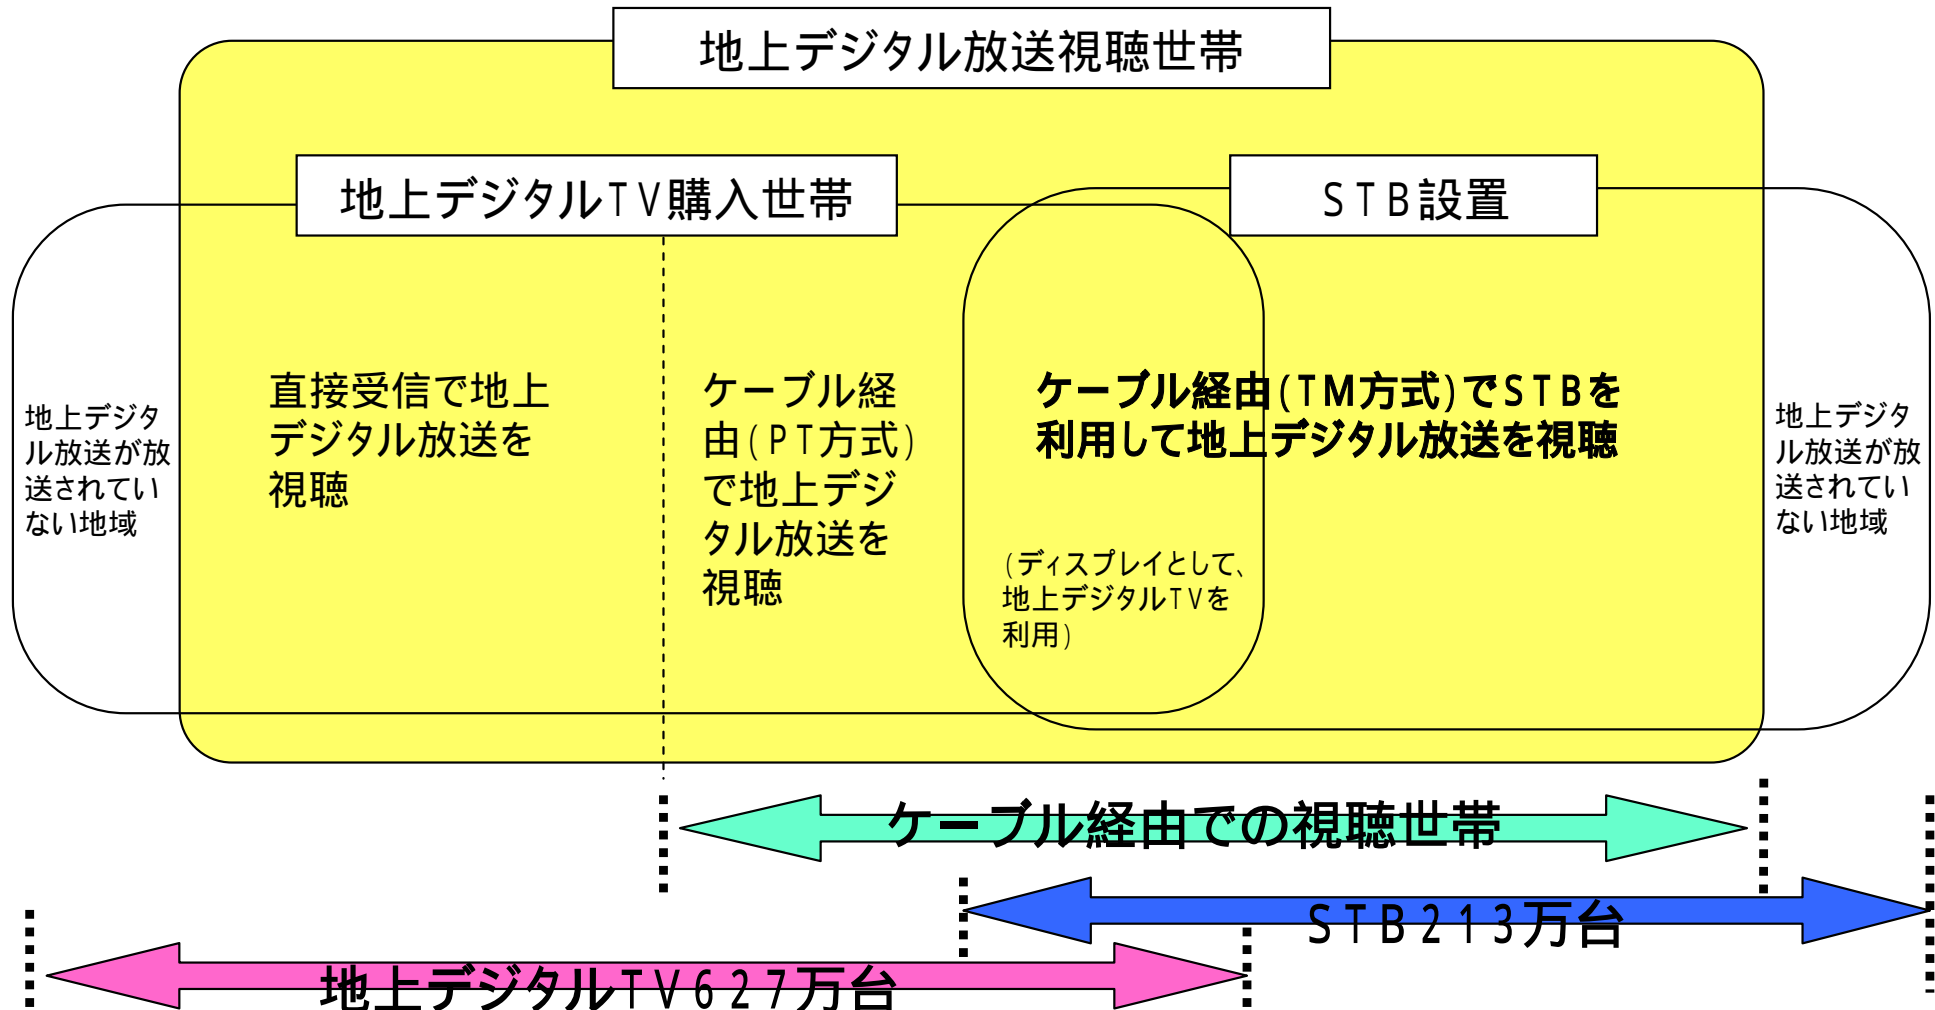 地上デジタル放送視聴世帯
地上デジタルTV購入世帯
STB設置
地上デジタ
ル放送が放
送されてい
ない地域
直接受信で地上
デジタル放送を
視聴
ケーブル経
由(PT方式)
で地上デジ
タル放送を
視聴
ケーブル経由(TM方式)でSTBを
利用して地上デジタル放送を視聴
(ディスプレイとして、
地上デジタルTVを
利用)
地上デジタ
ル放送が放
送されてい
ない地域
ケーブル経由での視聴世帯
STB213万台
地上デジタルTV627万台